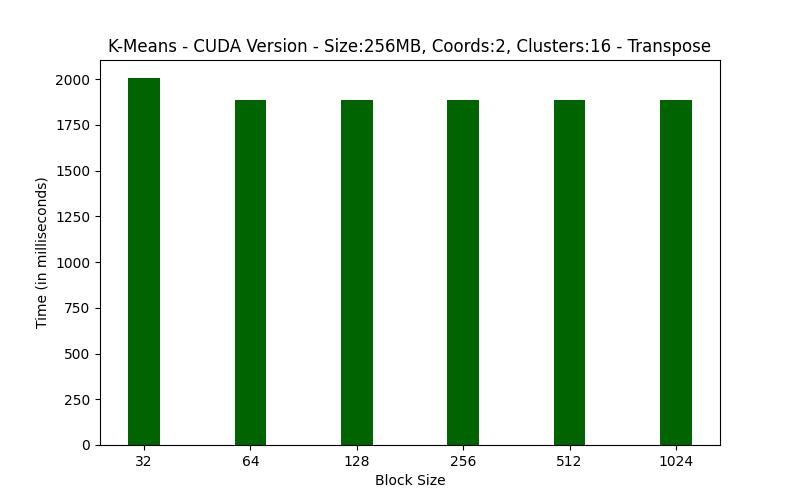 K-Means - CUDA Version - Size:256MB, Coords:2, Clusters:16 - Transpose
Time (in milliseconds)
2000
1750
1500
1250
1000
750
500
250
0
32 64 128 256 512 1024
Block Size